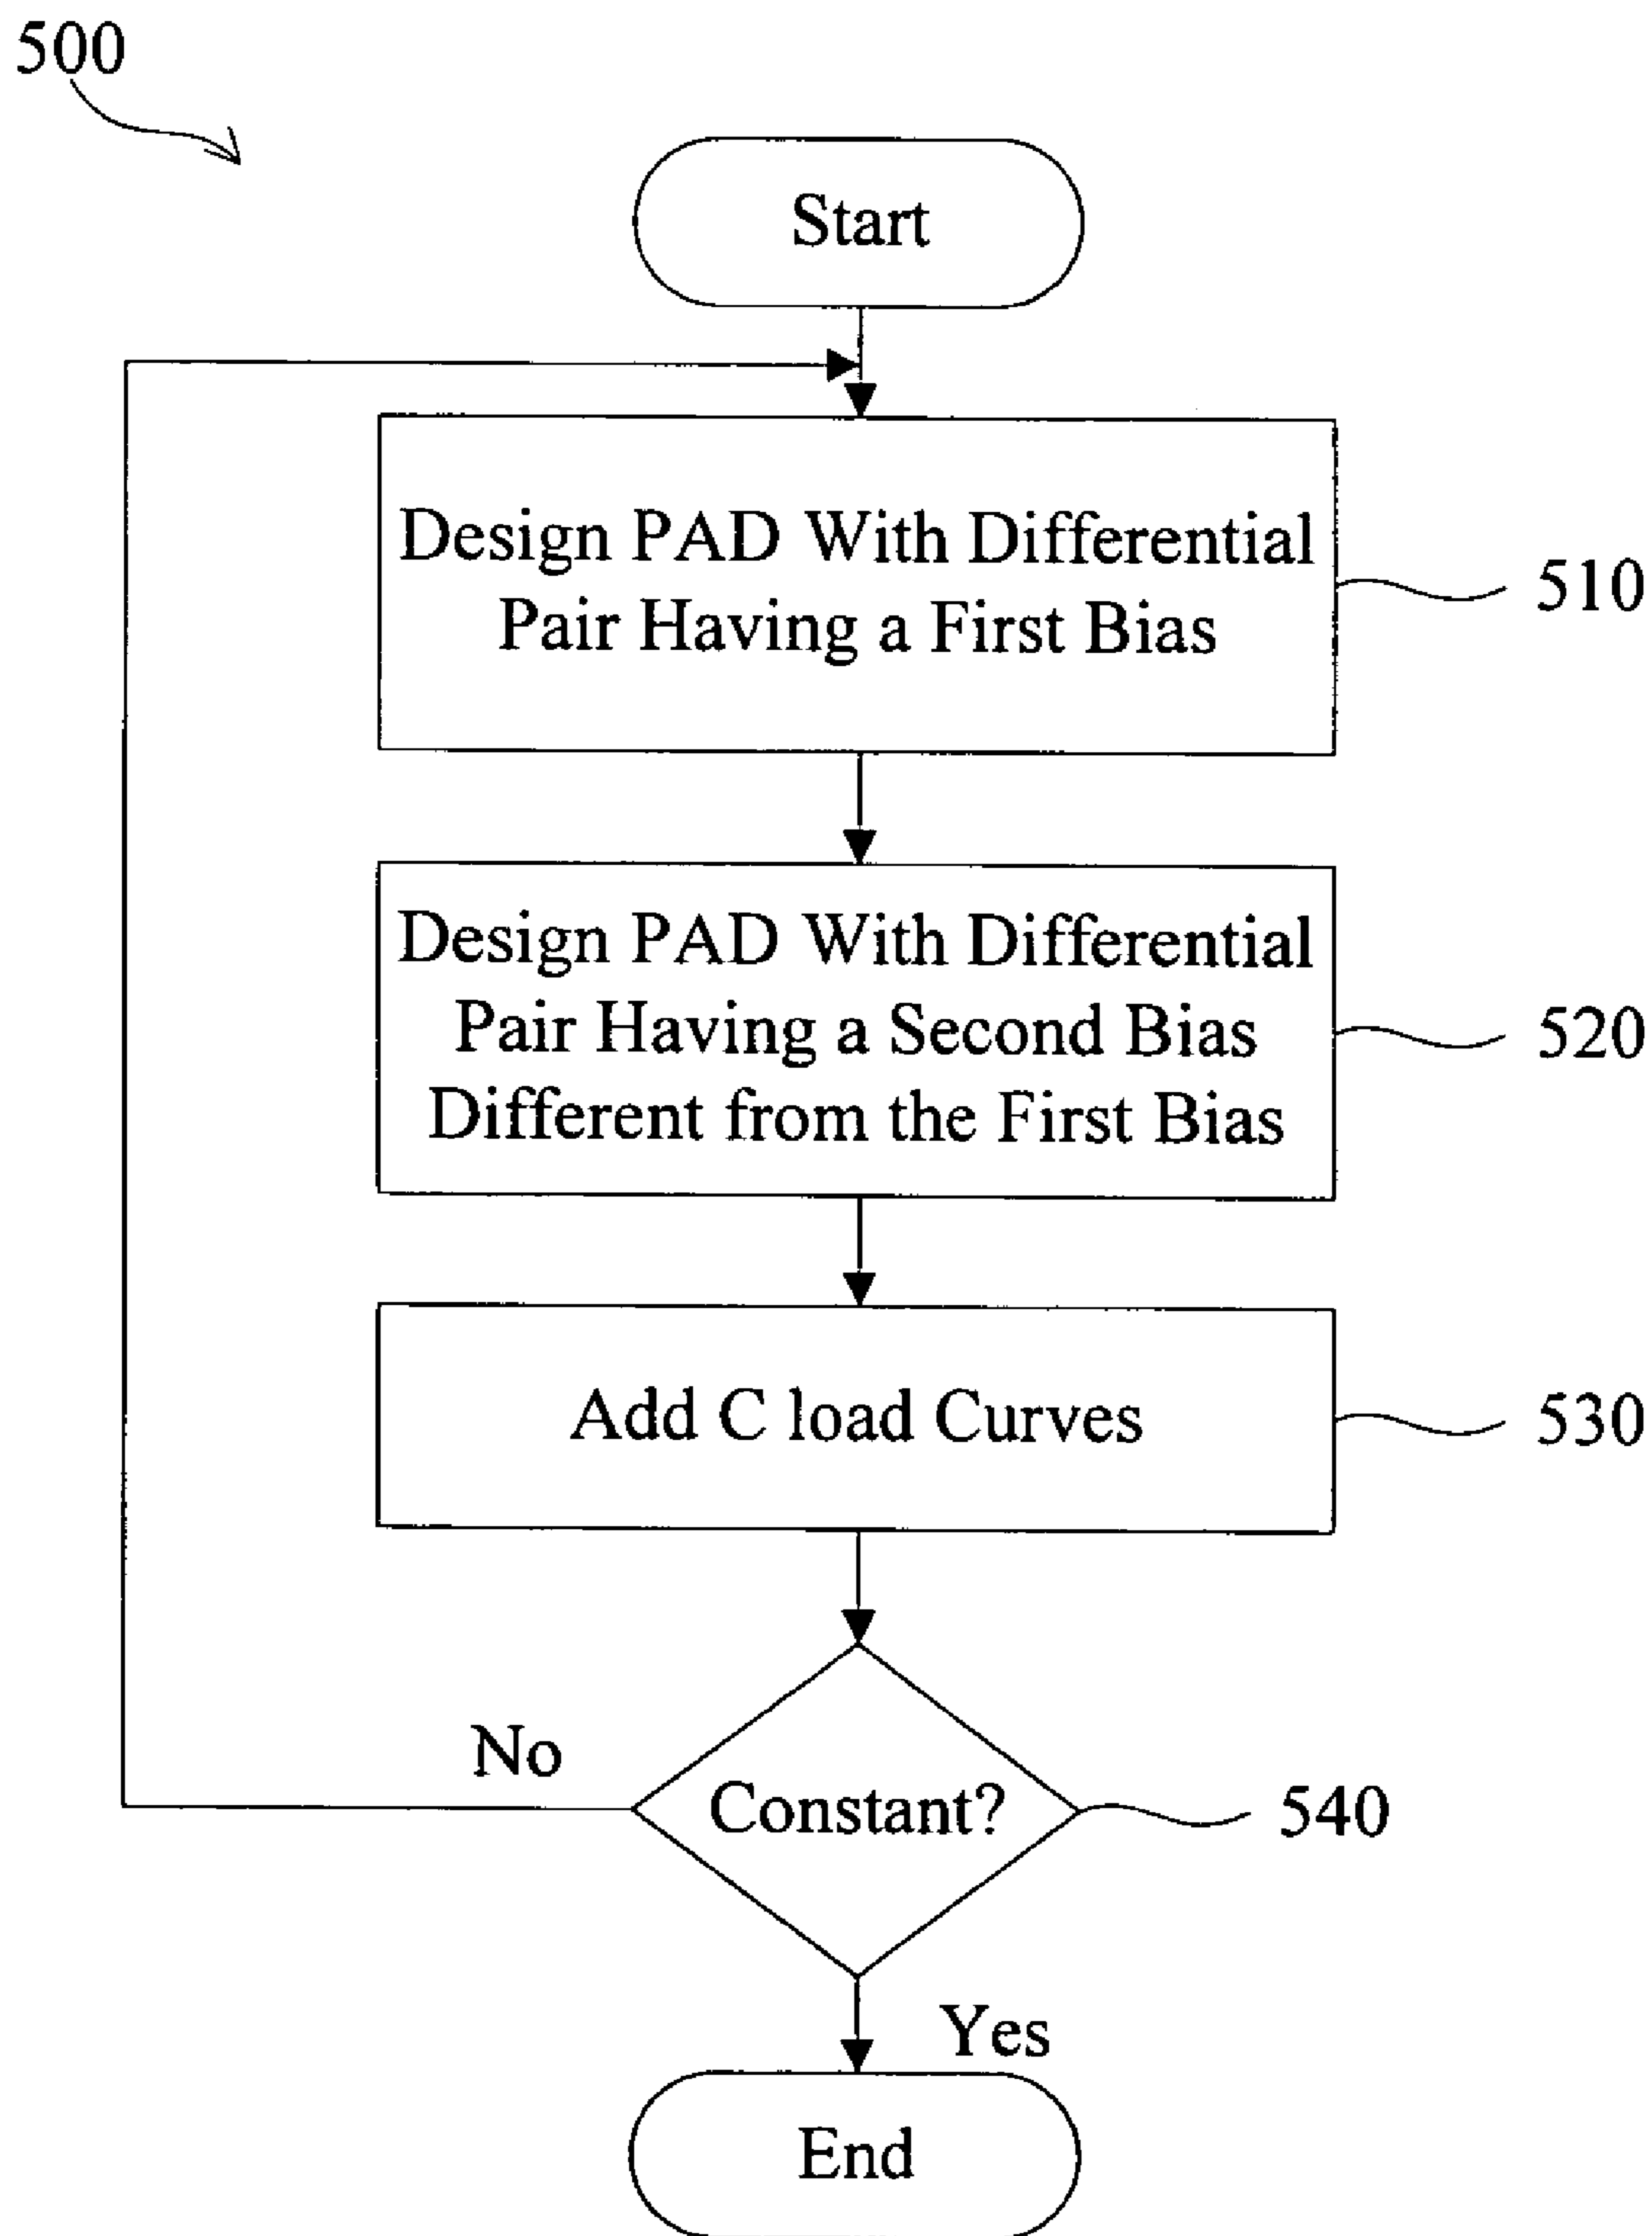 500
Start
Design PAD With Differential
Pair Having a First Bias
510
Design PAD With Differential
Pair Having a Second Bias
Different from the First Bias
520
Add C load Curves
530
No
Constant?
540
Yes
End